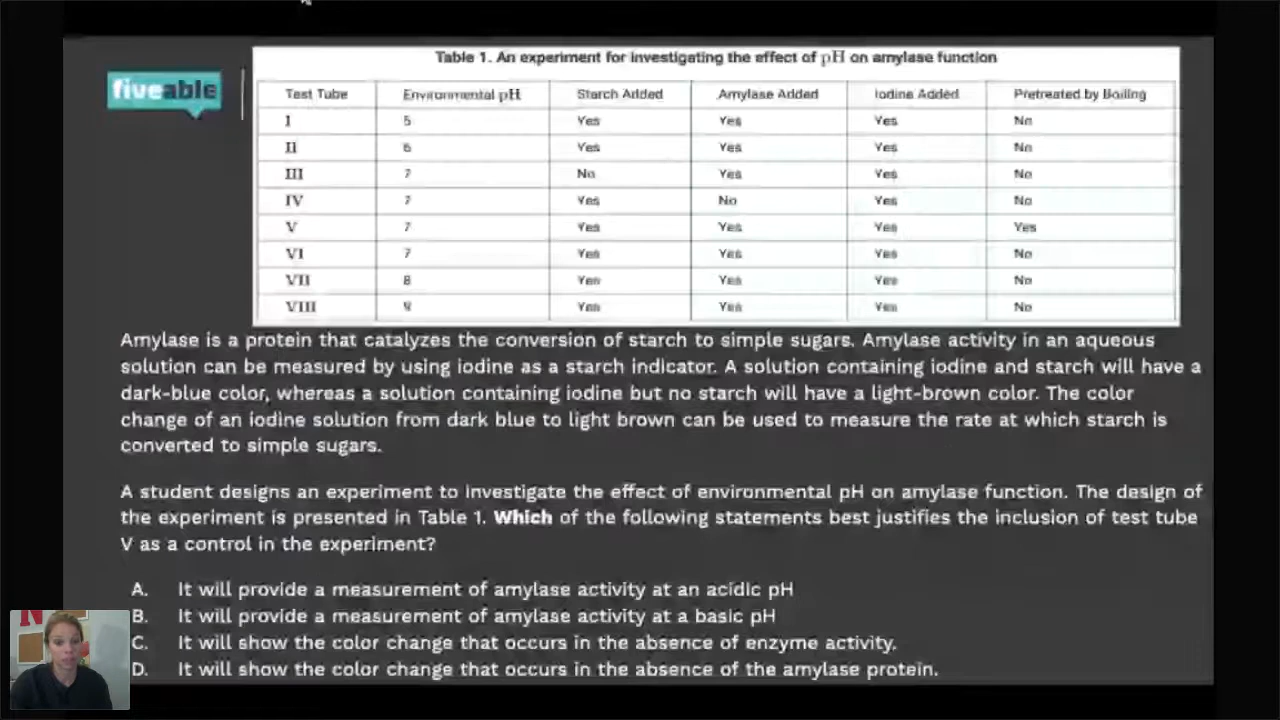 Table 1. An experiment for investigating the effect of pH on amylase function
fiveable
Test Tube Environmental pH Starch Added Amylase Added Iodine Added Pretreated by Boiling
I 5 Yes Yes Yes No
II 6 Yes Yes Yes No
III 7 No Yes Yes No
IV 7 Yes No Yes No
V 7 Yes Yes Yes Yes
VI 7 Yes Yes Yes No
VII 8 Yes Yes Yes No
VIII 9 Yes Yes Yes No
Amylase is a protein that catalyzes the conversion of starch to simple sugars. Amylase activity in an aqueous
solution can be measured by using iodine as a starch indicator. A solution containing iodine and starch will have a
dark-blue color, whereas a solution containing iodine but no starch will have a light-brown color. The color
change of an iodine solution from dark blue to light brown can be used to measure the rate at which starch is
converted to simple sugars.
A student designs an experiment to investigate the effect of environmental pH on amylase function. The design of
the experiment is presented in Table 1. Which of the following statements best justifies the inclusion of test tube
V as a control in the experiment?
A. It will provide a measurement of amylase activity at an acidic pH
B. It will provide a measurement of amylase activity at a basic pH
C. It will show the color change that occurs in the absence of enzyme activity.
D. It will show the color change that occurs in the absence of the amylase protein.
N